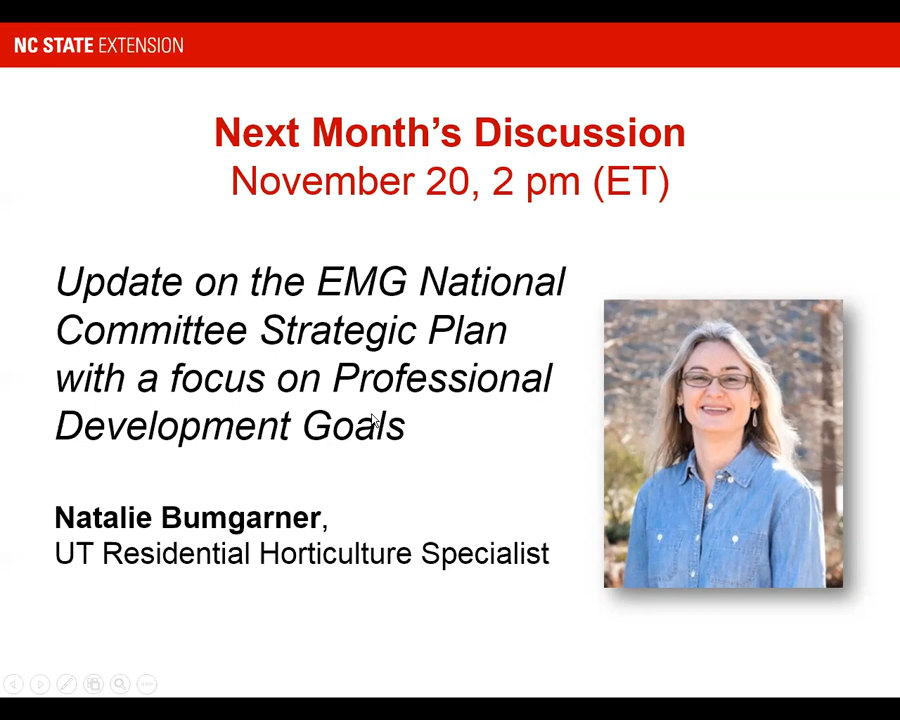 NC STATE EXTENSION
Next Month’s Discussion
November 20, 2 pm (ET)
Update on the EMG National
Committee Strategic Plan
with a focus on Professional
Development Goals
Natalie Bumgarner,
UT Residential Horticulture Specialist